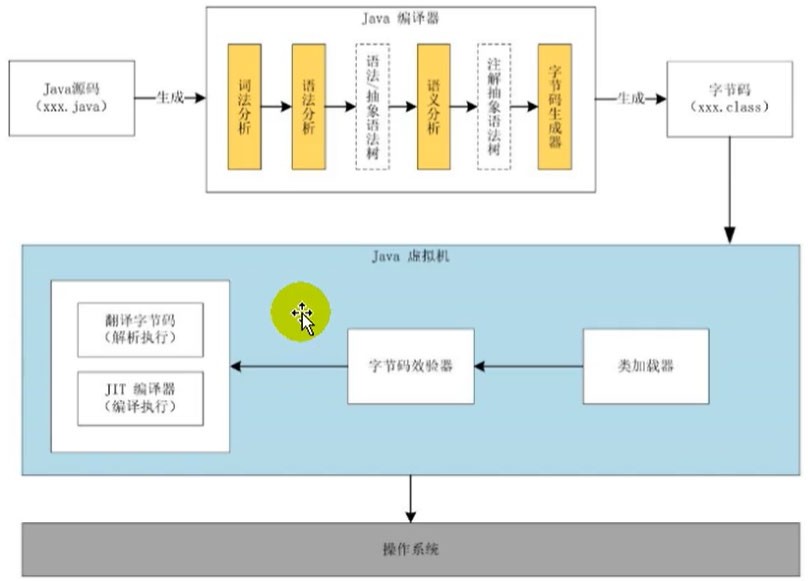 Java 编译器
Java源码
(xxx.java)
生成
词法分析
语法分析
语法/抽象语法树
语义分析
注解抽象语法树
字节码生成器
生成
字节码
(xxx.class)
Java 虚拟机
翻译字节码
(解析执行)
JIT 编译器
(编译执行)
字节码效验器
类加载器
操作系统